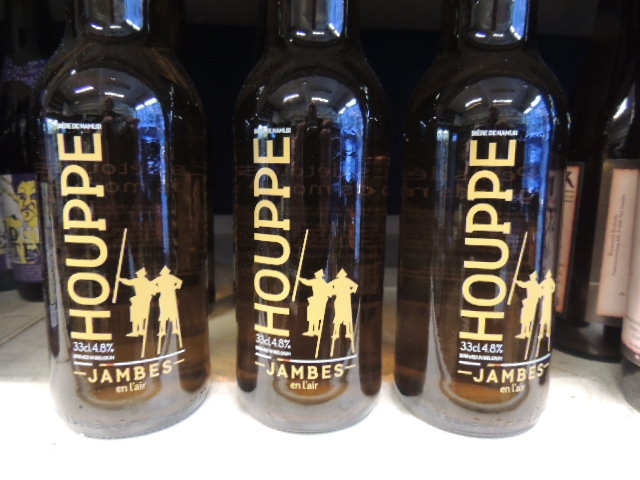 BIÈRE DE NAMUR
HOUPPE
33cl 4.8%
BREWED IN BELGIUM
JAMBES
en l'air
BIÈRE DE NAMUR
HOUPPE
33cl 4.8%
BREWED IN BELGIUM
JAMBES
en l'air
BIÈRE DE NAMUR
HOUPPE
33cl 4.8%
BREWED IN BELGIUM
JAMBES
en l'air